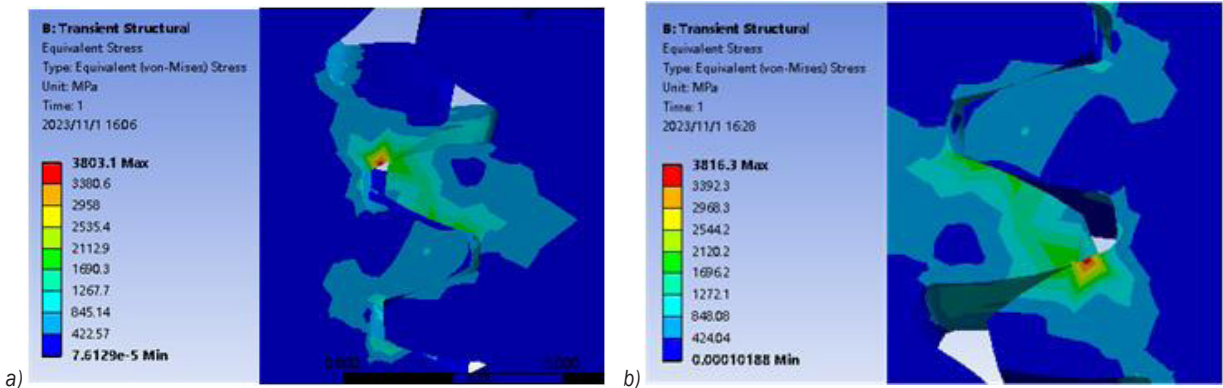 B: Transient Structural
Equivalent Stress
Type: Equivalent (von-Mises) Stress
Unit: MPa
Time: 1
2023/11/1 16:06
3803.1 Max
3380.6
2958
2535.4
2112.9
1690.3
1267.7
845.14
422.57
7.6129e-5 Min
a)
B: Transient Structural
Equivalent Stress
Type: Equivalent (von-Mises) Stress
Unit: MPa
Time: 1
2023/11/1 16:28
3816.3 Max
3392.3
2968.3
2544.2
2120.2
1696.2
1272.1
848.08
424.04
0.00010188 Min
b)